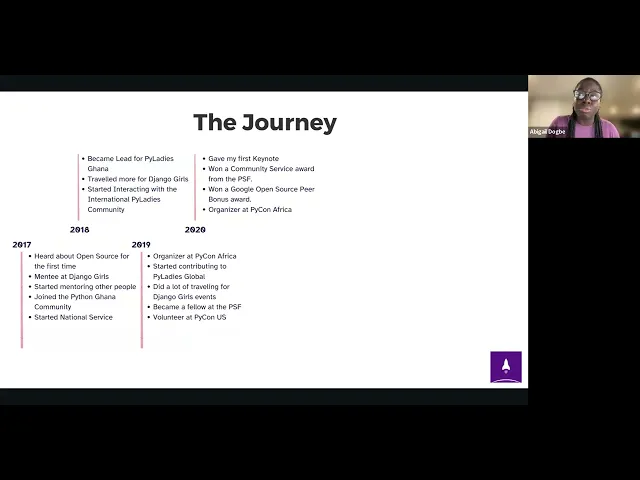 The Journey
Became Lead for PyLadies
Ghana
Travelled more for Django Girls
Started Interacting with the
International PyLadies
Community
2018
Gave my first Keynote
Won a Community Service award
from the PSF.
Won a Google Open Source Peer
Bonus award.
Organizer at PyCon Africa
2020
2017
Heard about Open Source for
the first time
Mentee at Django Girls
Started mentoring other people
Joined the Python Ghana
Community
Started National Service
2019
Organizer at PyCon Africa
Started contributing to
PyLadies Global
Did a lot of traveling for
Django Girls events
Became a fellow at the PSF
Volunteer at PyCon US
Abigail Dogbe